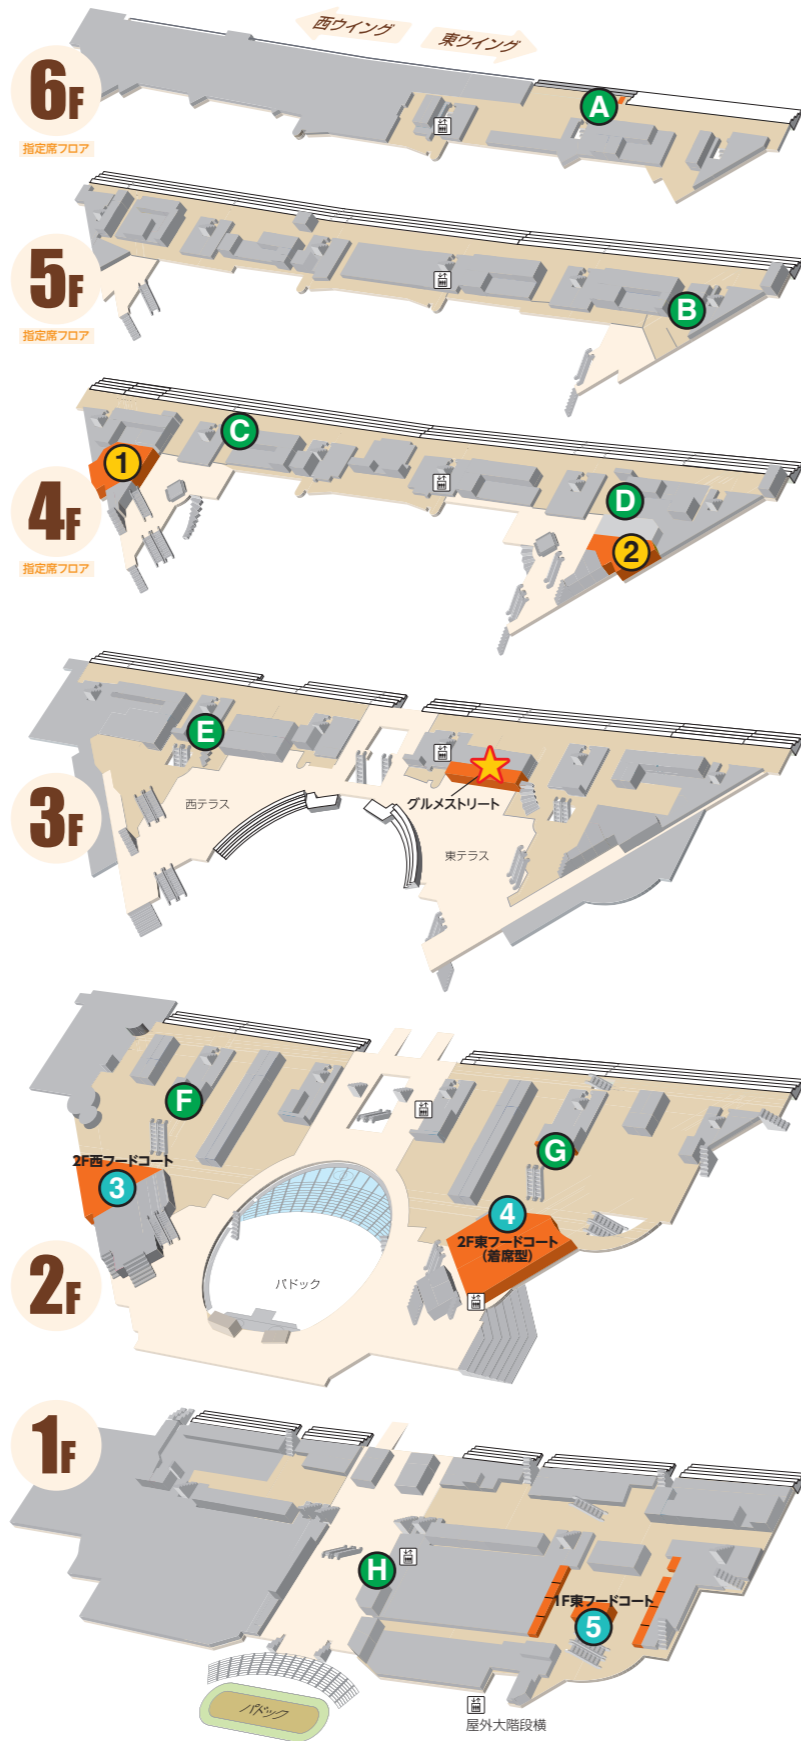 西ウイング
東ウイング
6F
指定席フロア
A
5F
指定席フロア
B
4F
指定席フロア
C
1
D
2
3F
E
グルメストリート
西テラス
東テラス
2F
F
G
2F西フードコート
3
4
2F東フードコート
(着席型)
パドック
1F
H
1F東フードコート
5
パドック
屋外大階段横